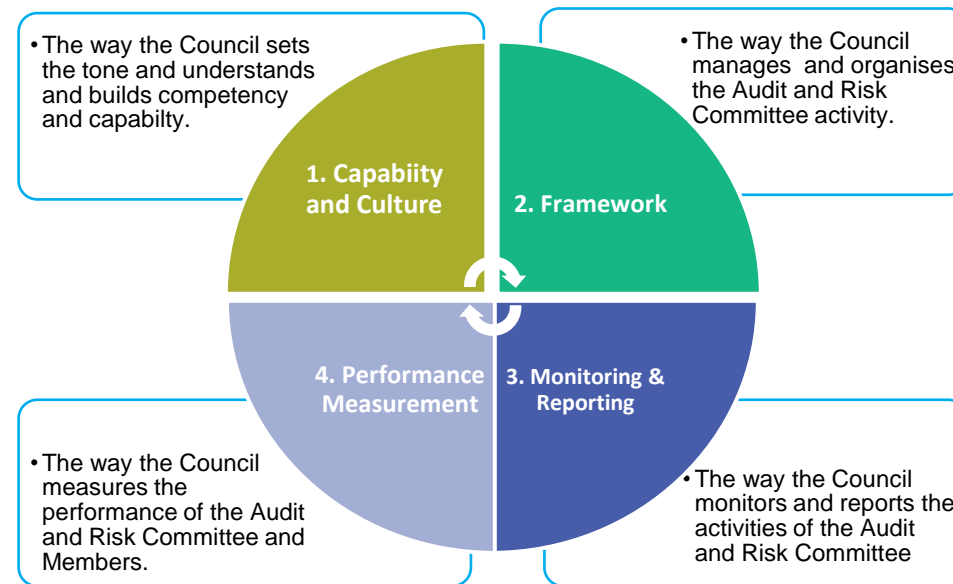 • The way the Council sets
the tone and understands
and builds competency
and capabilty.
• The way the Council
manages and organises
the Audit and Risk
Committee activity.
1. Capabiity
and Culture
2. Framework
4. Performance
Measurement
3. Monitoring &
Reporting
• The way the Council
measures the
performance of the Audit
and Risk Committee and
Members.
• The way the Council
monitors and reports the
activities of the Audit
and Risk Committee